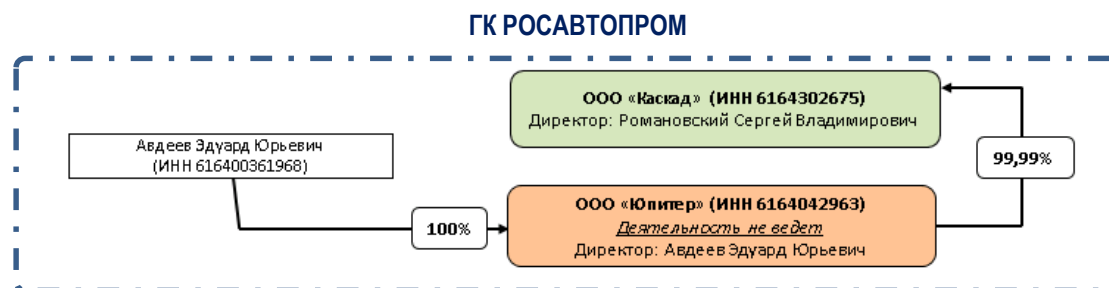 ГК РОСАВТОПРОМ
ООО «Каскад» (ИНН 6164302675)
Директор: Романовский Сергей Владимирович
Авдеев Эдуард Юрьевич
(ИНН 616400361968)
99,99%
ООО «Юпитер» (ИНН 6164042963)
Деятельность не ведет
Директор: Авдеев Эдуард Юрьевич
100%